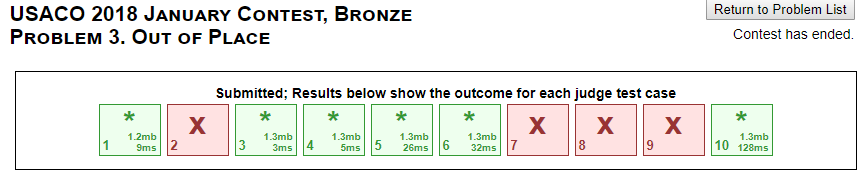 USACO 2018 January Contest, Bronze
Return to Problem List
Problem 3. Out of Place
Contest has ended.
Submitted; Results below show the outcome for each judge test case
* X * * * * X X X *
1 1.2mb 9ms 2 3 1.3mb 3ms 4 1.3mb 5ms 5 1.3mb 26ms 6 1.3mb 32ms 7 8 9 10 1.3mb 128ms